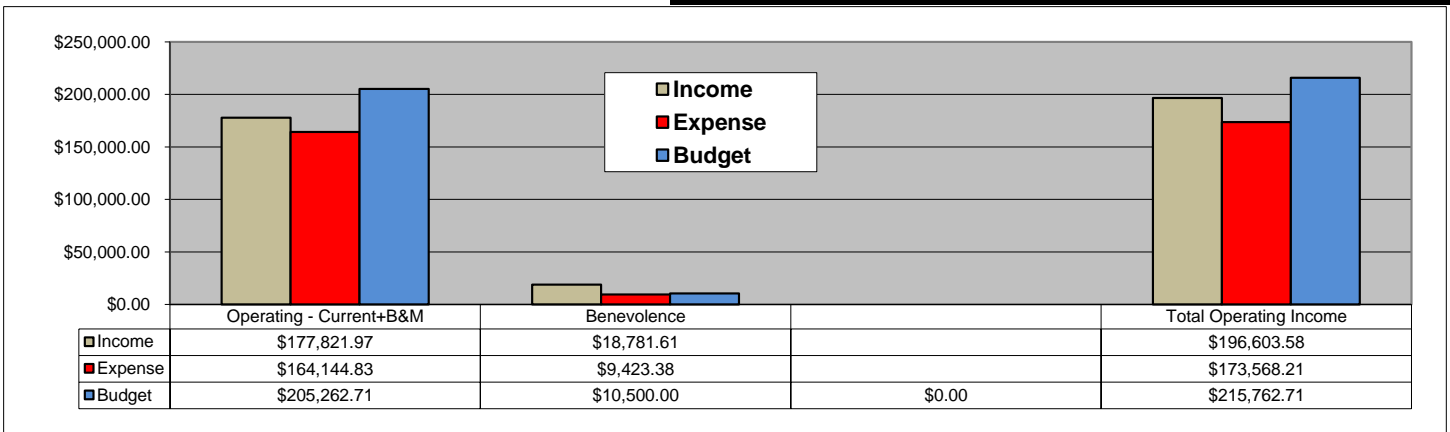 $250,000.00
$200,000.00
$150,000.00
$100,000.00
$50,000.00
$0.00
Income
Expense
Budget
Operating - Current+B&M Benevolence Total Operating Income
Income $177,821.97 $18,781.61 $196,603.58
Expense $164,144.83 $9,423.38 $173,568.21
Budget $205,262.71 $10,500.00 $0.00 $215,762.71